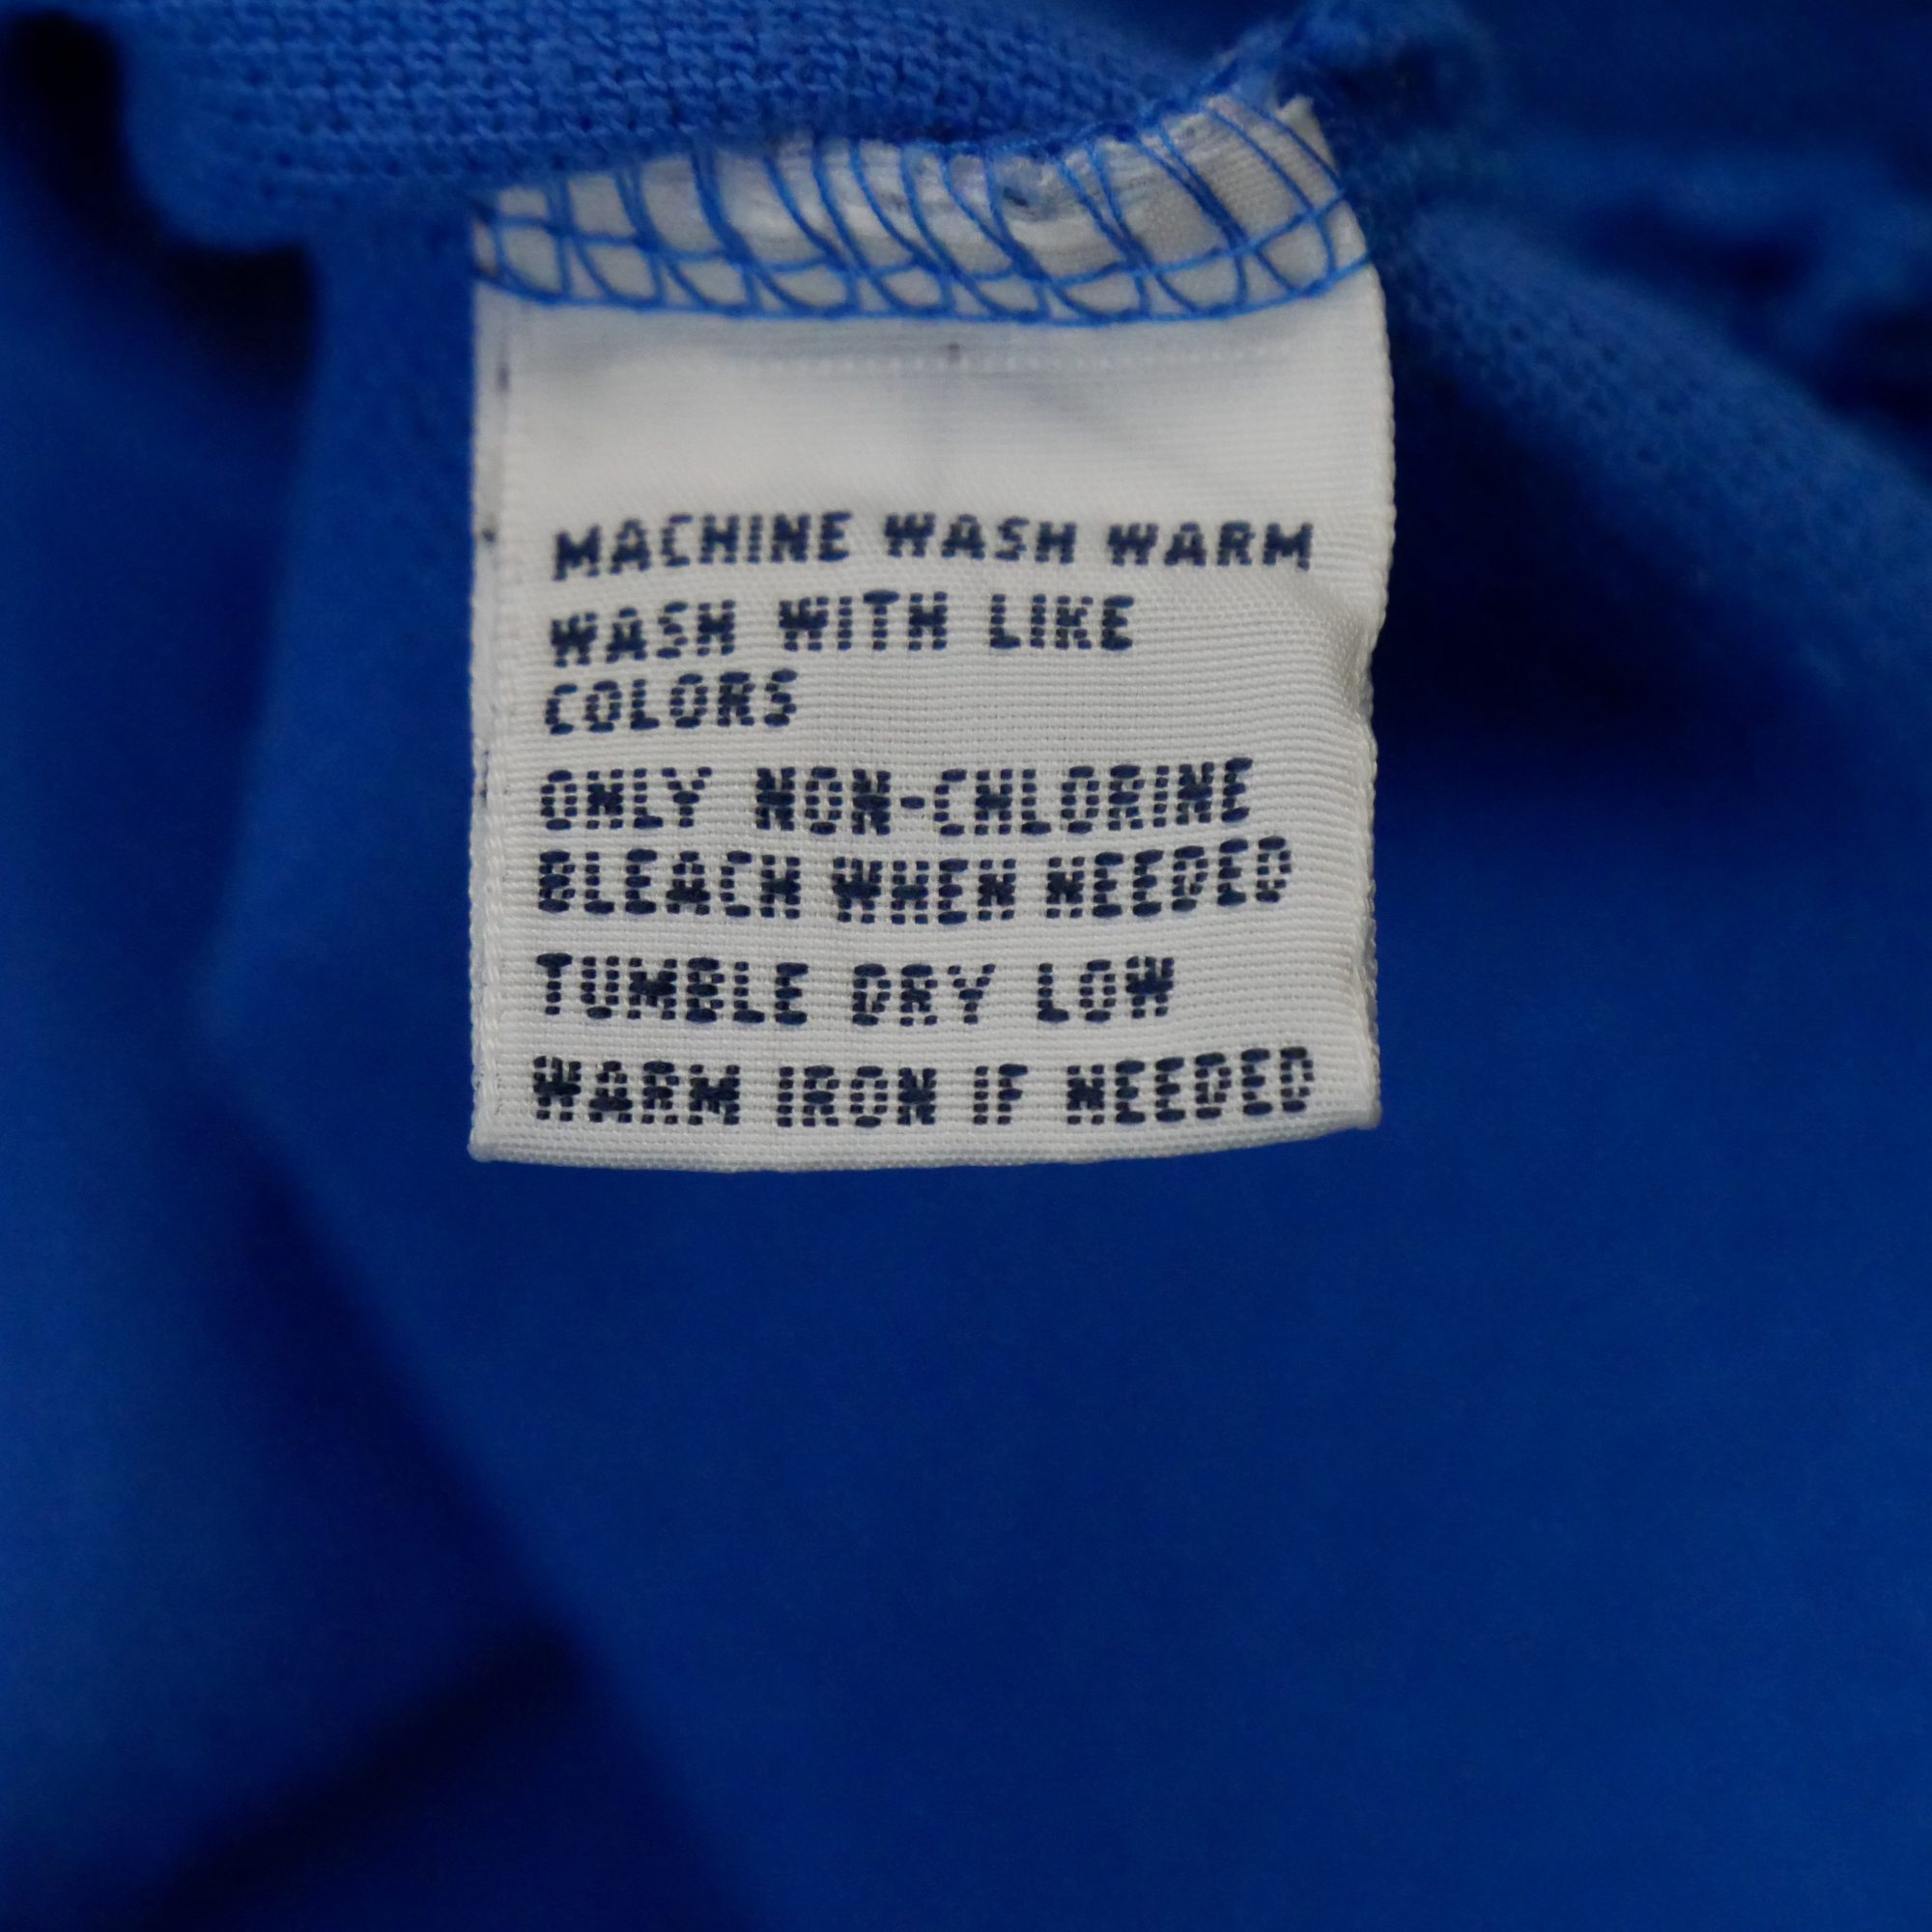 MACHINE WASH WARM
WASH WITH LIKE
COLORS
ONLY NON-CHLORINE
BLEACH WHEN NEEDED
TUMBLE DRY LOW
WARM IRON IF NEEDED